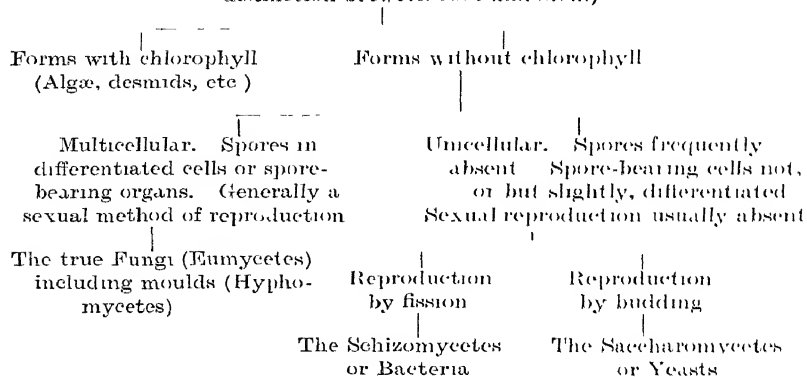 Forms with chlorophyll
(Algæ, desmids, etc )
Forms without chlorophyll
Multicellular. Spores in
differentiated cells or spore-
bearing organs. Generally a
sexual method of reproduction
Unicellular. Spores frequently
absent Spore-bearing cells not,
or but slightly, differentiated
Sexual reproduction usually absent
The true Fungi (Eumycetes)
including moulds (Hypho-
mycetes)
Reproduction
by fission
Reproduction
by budding
The Schizomycetes
or Bacteria
The Saccharomycetes
or Yeasts